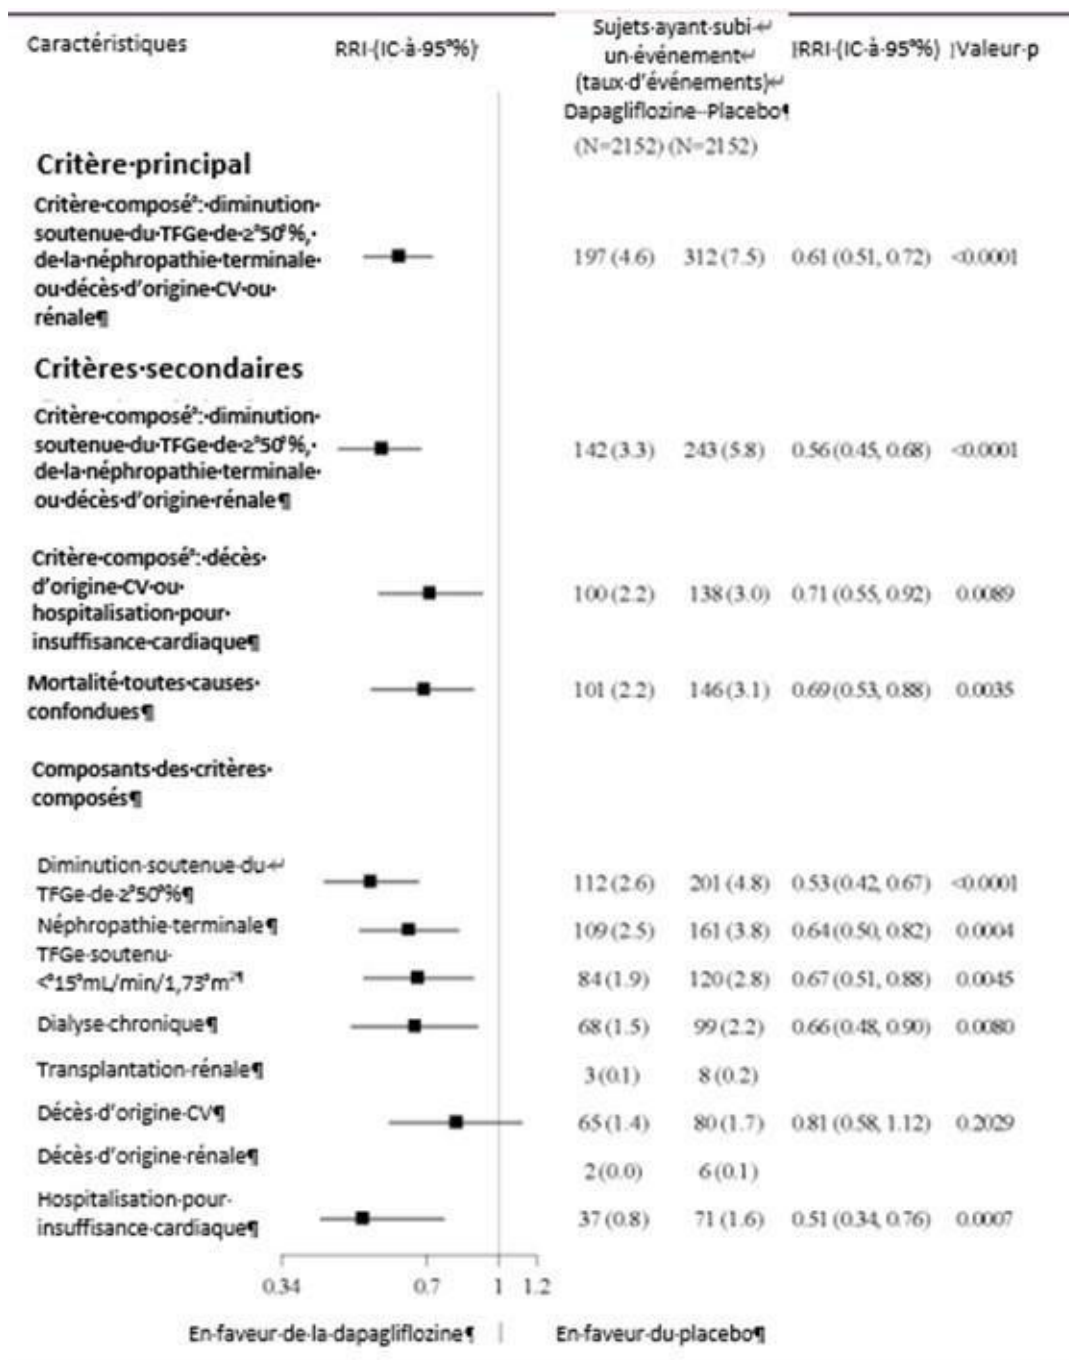 Caractéristiques
RRI·(IC·à·95°%)
Sujets·ayant·subi·↵
un·événement↵
(taux·d'événements)↵
Dapagliflozine--Placebo¶
(N=2152) (N=2152)
|RRI·(IC·à·95°%)
|Valeur·p
Critère·principal
Critère·composéª:·diminution·
soutenue·du·TFGe·de·≥°50°%,·
de·la·néphropathie·terminale·
ou·décès·d'origine·CV·ou·
rénale¶
197 (4.6) 312 (7.5) 0.61 (0.51, 0.72) <0.0001
Critères·secondaires
Critère·composéª:·diminution·
soutenue·du·TFGe·de·≥°50°%,·
de·la·néphropathie·terminale·
ou·décès·d'origine·rénale¶
142 (3.3) 243 (5.8) 0.56 (0.45, 0.68) <0.0001
Critère·composéª:·décès·
d'origine·CV·ou·
hospitalisation·pour·
insuffisance·cardiaque¶
100 (2.2) 138 (3.0) 0.71 (0.55, 0.92) 0.0089
Mortalité·toutes·causes·
confondues¶
101 (2.2) 146 (3.1) 0.69 (0.53, 0.88) 0.0035
Composants·des·critères·
composés¶
Diminution·soutenue·du·↵
TFGe·de·≥°50°%¶
112 (2.6) 201 (4.8) 0.53 (0.42, 0.67) <0.0001
Néphropathie·terminale¶
109 (2.5) 161 (3.8) 0.64 (0.50, 0.82) 0.0004
TFGe·soutenu·
<°15°mL/min/1,73°m²¶
84 (1.9) 120 (2.8) 0.67 (0.51, 0.88) 0.0045
Dialyse·chronique¶
68 (1.5) 99 (2.2) 0.66 (0.48, 0.90) 0.0080
Transplantation·rénale¶
3 (0.1) 8 (0.2)
Décès·d'origine·CV¶
65 (1.4) 80 (1.7) 0.81 (0.58, 1.12) 0.2029
Décès·d'origine·rénale¶
2 (0.0) 6 (0.1)
Hospitalisation·pour·
insuffisance·cardiaque¶
37 (0.8) 71 (1.6) 0.51 (0.34, 0.76) 0.0007
0.34 0.7 1 1.2
En·faveur·de·la·dapagliflozine¶ | En·faveur·du·placebo¶